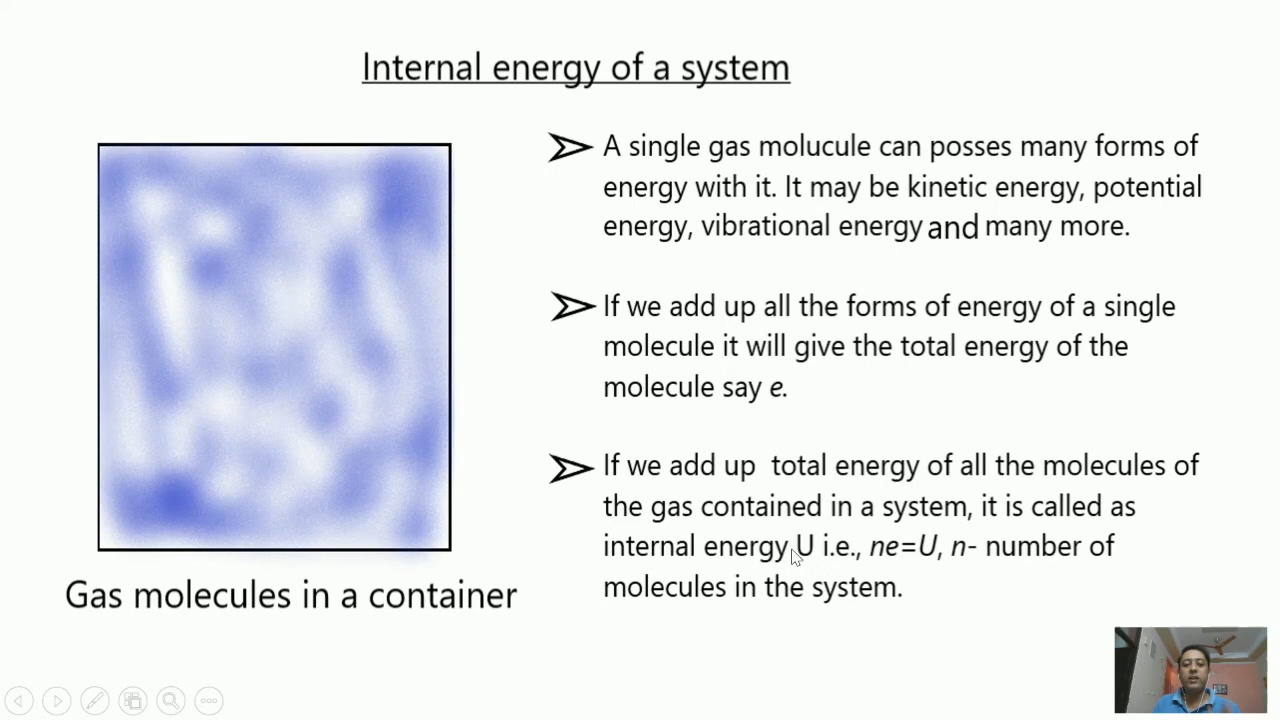 Internal energy of a system
A single gas molucule can posses many forms of
energy with it. It may be kinetic energy, potential
energy, vibrational energy and many more.
If we add up all the forms of energy of a single
molecule it will give the total energy of the
molecule say e.
If we add up total energy of all the molecules of
the gas contained in a system, it is called as
internal energy U i.e., ne=U, n- number of
molecules in the system.
Gas molecules in a container